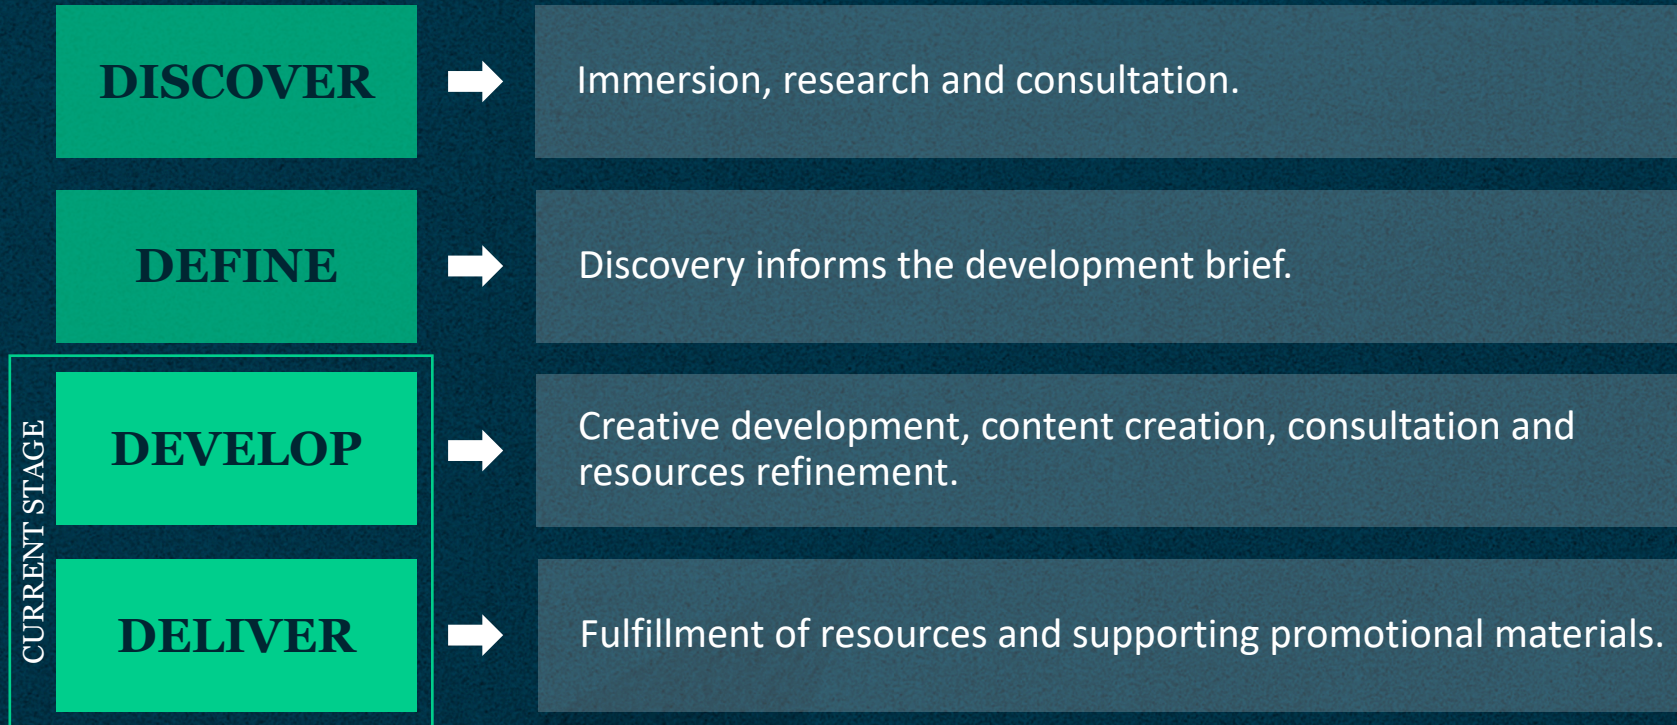 DISCOVER
Immersion, research and consultation.
DEFINE
Discovery informs the development brief.
CURRENT STAGE
DEVELOP
Creative development, content creation, consultation and
resources refinement.
DELIVER
Fulfillment of resources and supporting promotional materials.